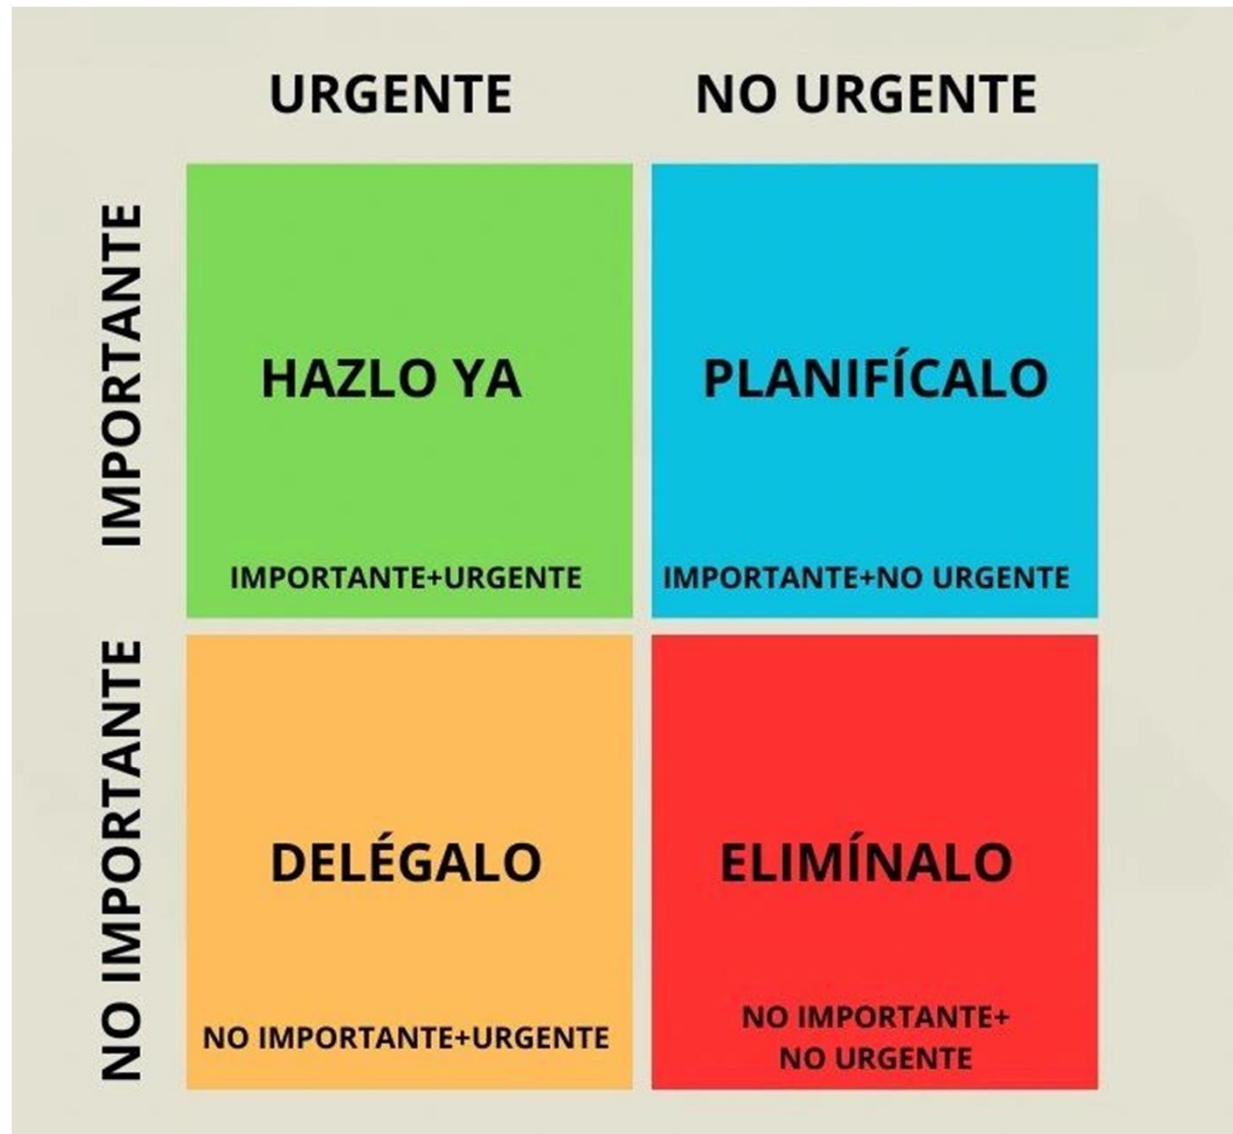 URGENTE
NO URGENTE
IMPORTANTE
HAZLO YA
PLANIFÍCALO
IMPORTANTE+URGENTE
IMPORTANTE+NO URGENTE
NO IMPORTANTE
DELÉGALO
ELIMÍNALO
NO IMPORTANTE+URGENTE
NO IMPORTANTE+
NO URGENTE